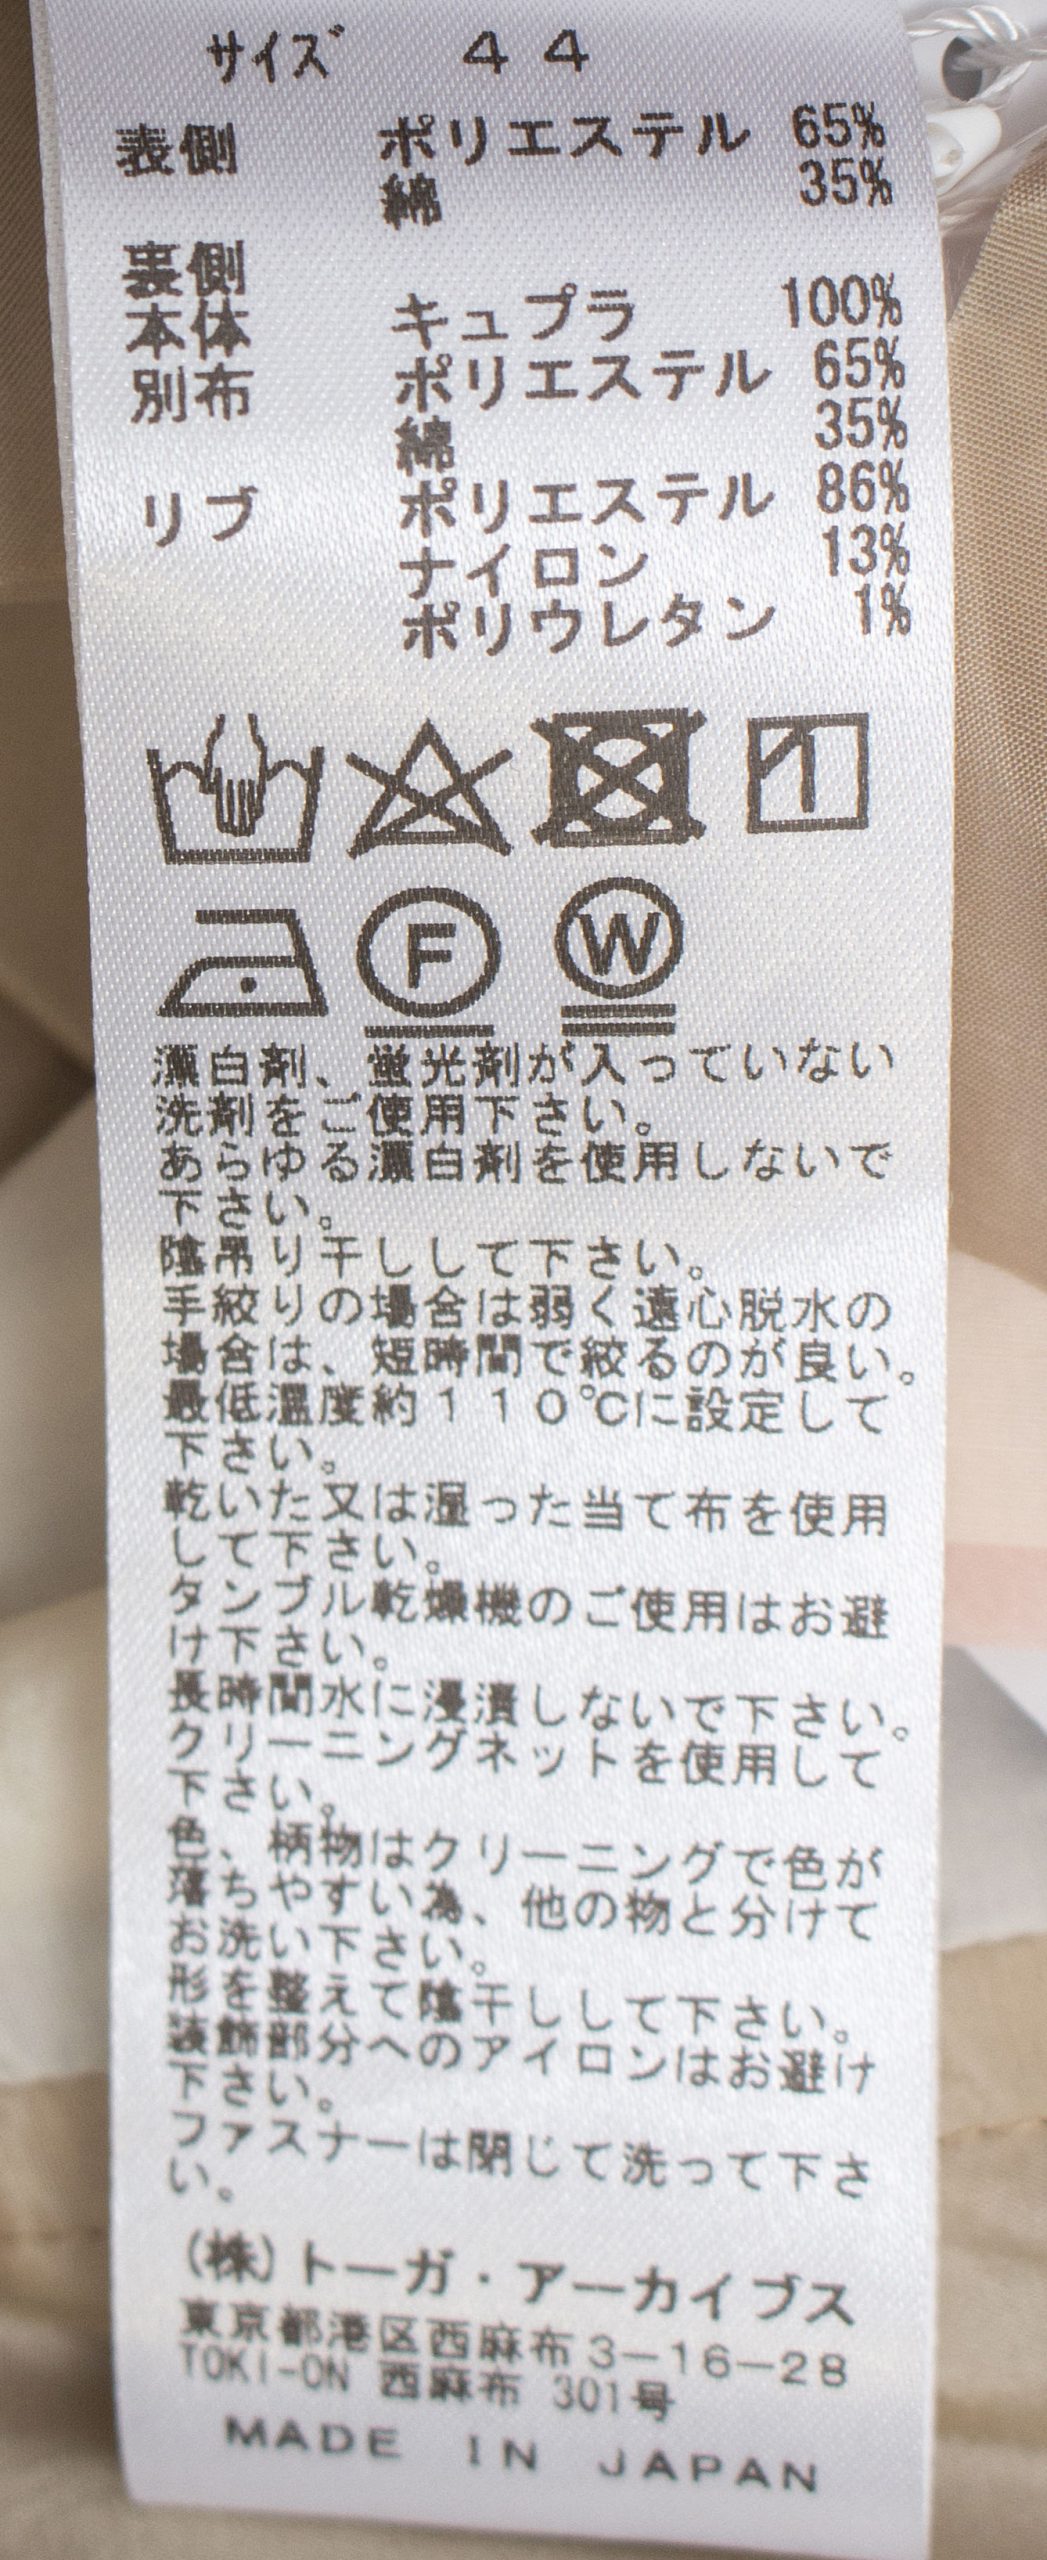 サイズ 44
表側 ポリエステル 65%
綿 35%
裏側
本体 キュプラ 100%
別布 ポリエステル 65%
綿 35%
リブ ポリエステル 86%
ナイロン 13%
ポリウレタン 1%
F W
漂白剤、蛍光剤が入っていない
洗剤をご使用下さい。
あらゆる漂白剤を使用しないで
下さい。
陰吊り干しして下さい。
手絞りの場合は弱く遠心脱水の
場合は、短時間で絞るのが良い。
最低温度約110℃に設定して
下さい。
乾いた又は湿った当て布を使用
して下さい。
タンブル乾燥機のご使用はお避
け下さい。
長時間水に浸漬しないで下さい。
クリーニングネットを使用して
下さい。
色、柄物はクリーニングで色が
落ちやすい為、他の物と分けて
お洗い下さい。
形を整えて陰干しして下さい。
装飾部分へのアイロンはお避け
下さい。
ファスナーは閉じて洗って下さ
い。
(株)トーガ・アーカイブス
東京都港区西麻布3-16-28
TOKI-ON 西麻布 301号
MADE IN JAPAN